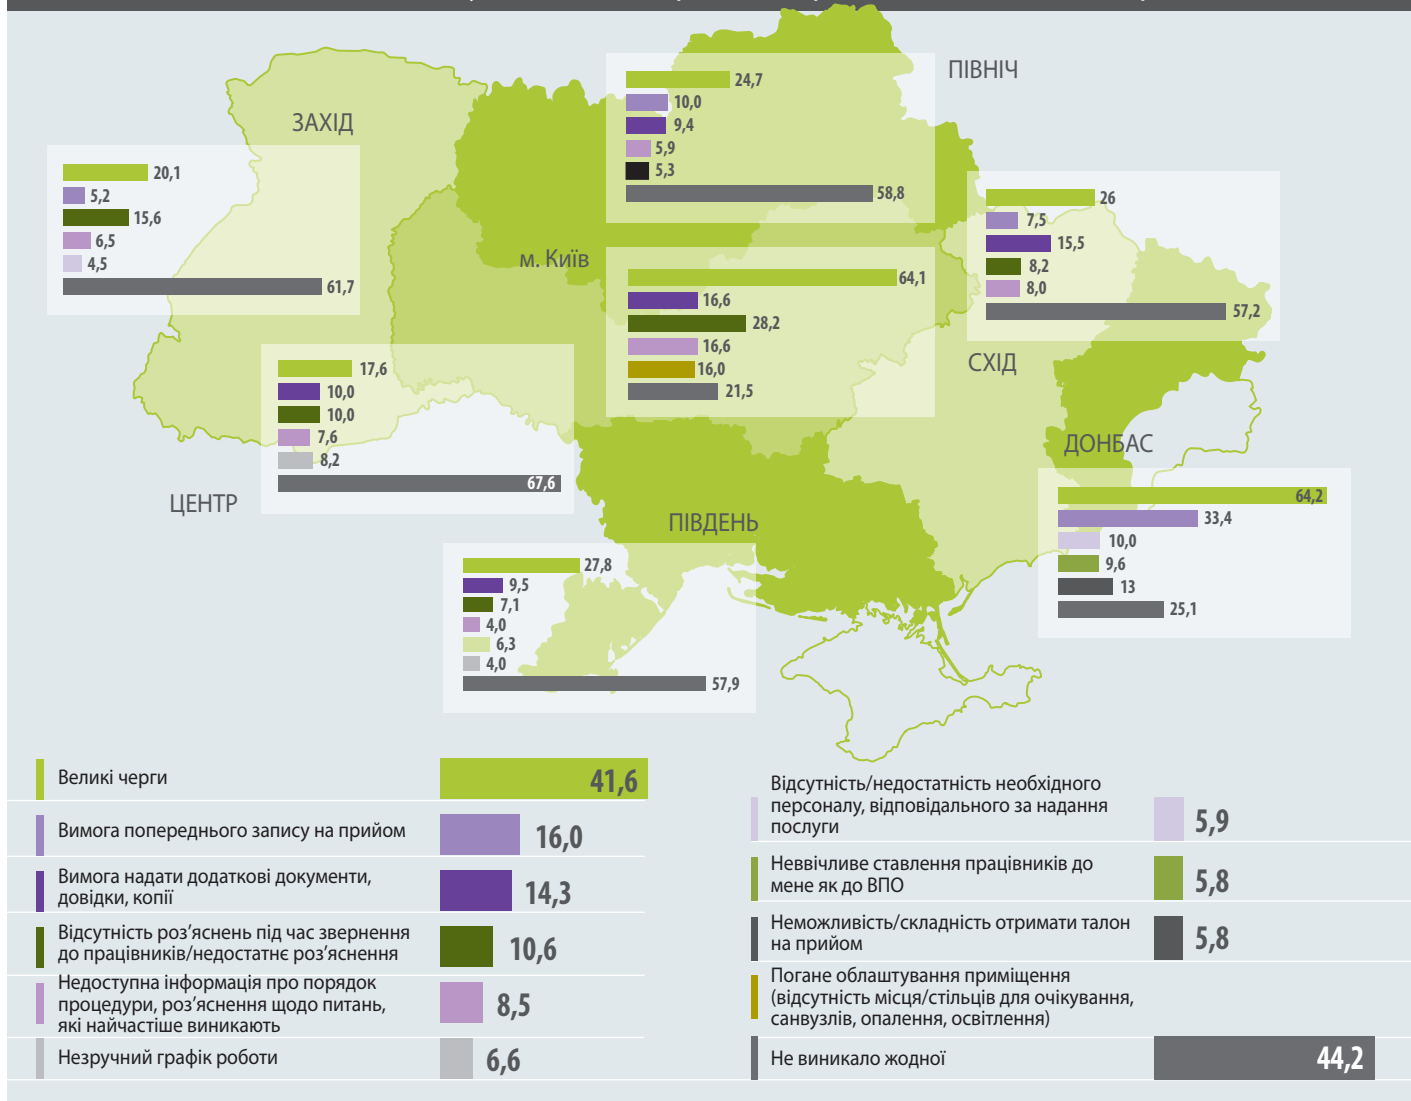 ПІВНІЧ
24,7
10,0
9,4
5,9
5,3
58,8
ЗАХІД
20,1
5,2
15,6
6,5
4,5
61,7
26
7,5
15,5
8,2
8,0
57,2
СХІД
м. Київ
64,1
16,6
28,2
16,6
16,0
21,5
17,6
10,0
10,0
7,6
8,2
67,6
ЦЕНТР
ДОНБАС
64,2
33,4
10,0
9,6
13
25,1
ПІВДЕНЬ
27,8
9,5
7,1
4,0
6,3
4,0
57,9
Великі черги
41,6
Вимога попереднього запису на прийом
16,0
Вимога надати додаткові документи,
довідки, копії
14,3
Відсутність роз’яснень під час звернення
до працівників/недостатнє роз’яснення
10,6
Недоступна інформація про порядок
процедури, роз’яснення щодо питань,
які найчастіше виникають
8,5
Незручний графік роботи
6,6
Відсутність/недостатність необхідного
персоналу, відповідального за надання
послуги
5,9
Неввічливе ставлення працівників до
мене як до ВПО
5,8
Неможливість/складність отримати талон
на прийом
5,8
Погане облаштування приміщення
(відсутність місця/стільців для очікування,
санвузлів, опалення, освітлення)
Не виникало жодної
44,2